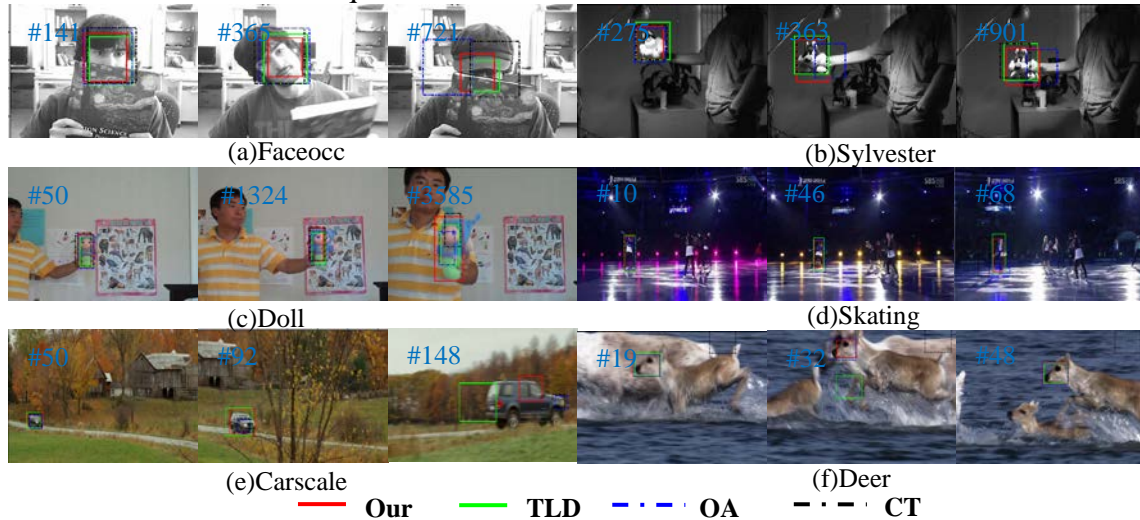 #141 #365 #721 #275 #363 #901
(a)Faceocc (b)Sylvester
#50 #1324 #3585 #10 #46 #68
SBS
(c)Doll (d)Skating
#50 #92 #148 #19 #32 #48
(e)Carscale (f)Deer
Our TLD OA CT